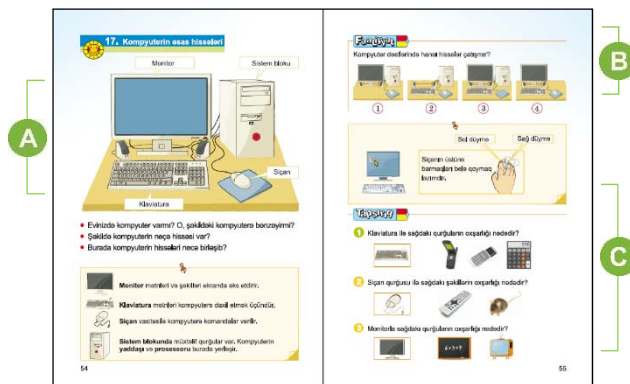 17. Kompyuterin əsas hissələri
Monitor
Sistem bloku
Siçan
Klaviatura
A
• Evinizdə kompyuter varmı? O, şəkildəki kompyuterə bənzəyirmi?
• Şəkildə kompyuterin neçə hissəsi var?
• Burada kompyuterin hissələri necə birləşib?
Monitor mətnləri və şəkilləri ekranda əks etdirir.
Klaviatura mətnləri kompyuterə daxil etmək üçündür.
Siçan vasitəsilə kompyuterə komandalar verilir.
Sistem blokunda müxtəlif qurğular var. Kompyuterin
yaddaşı və prosessoru burada yerləşir.
54
Fəaliyyət
Kompyuter dəstlərində hansı hissələr çatışmır?
1 2 3 4
B
Sol düymə
Sağ düymə
Siçanın üstünə
barmaqları belə qoymaq
lazımdır.
Tapşırıq
C
1 Klaviatura ilə sağdakı qurğuların oxşarlığı nədədir?
2 Siçan qurğusu ilə sağdakı şəkillərin oxşarlığı nədədir?
3 Monitorla sağdakı qurğuların oxşarlığı nədədir?
55